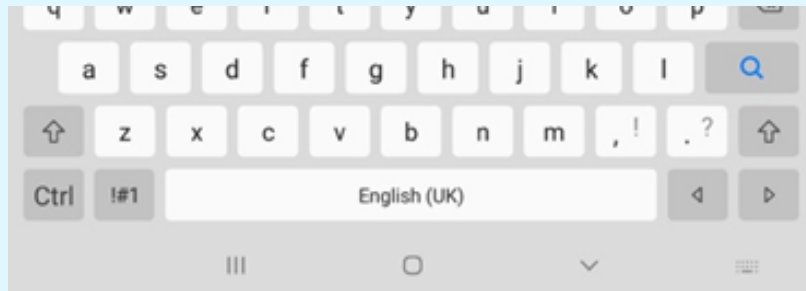 q w e r t y u i o p
a s d f g h j k l
z x c v b n m , ! . ?
Ctrl !#1 English (UK)